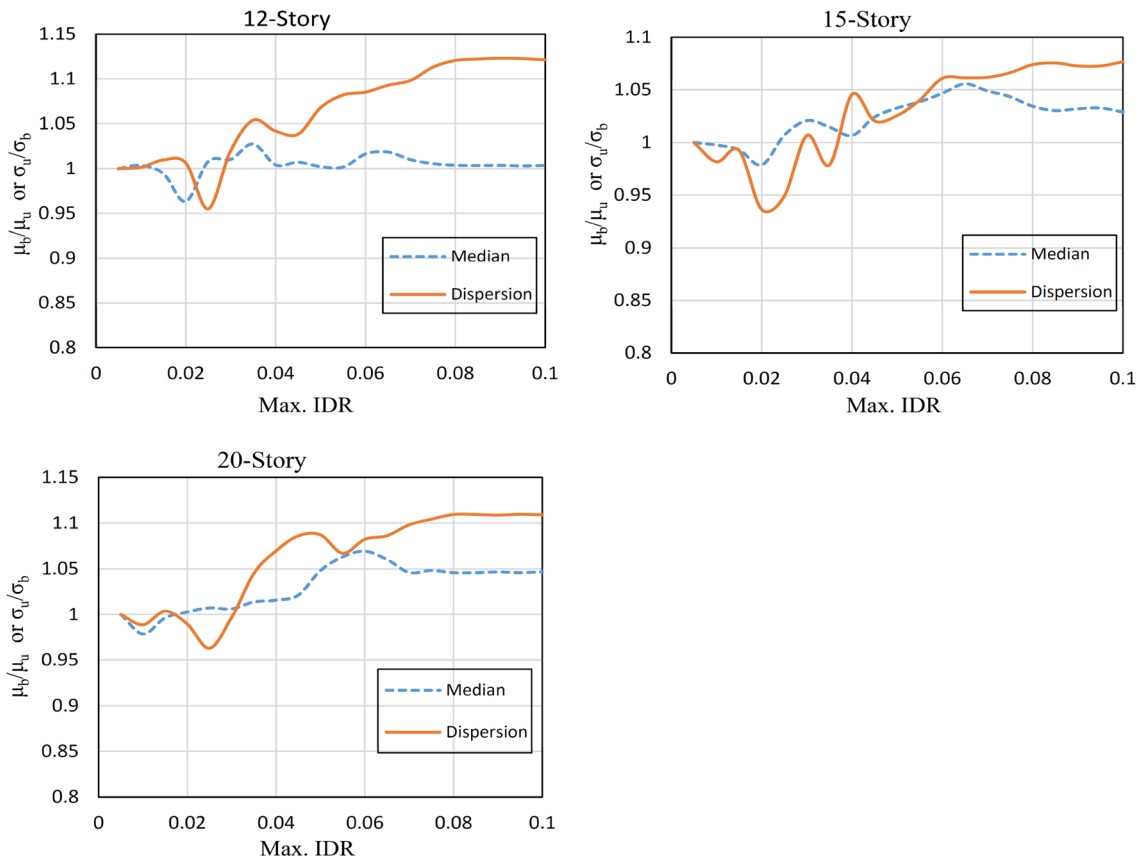 12-Story
1.15
1.1
1.05
1
0.95
0.9
0.85
0.8
μb/μu or σu/σb
Median
Dispersion
0 0.02 0.04 0.06 0.08 0.1
Max. IDR
15-Story
1.1
1.05
1
0.95
0.9
0.85
0.8
μb/μu or σu/σb
Median
Dispersion
0 0.02 0.04 0.06 0.08 0.1
Max. IDR
20-Story
1.15
1.1
1.05
1
0.95
0.9
0.85
0.8
μb/μu or σu/σb
Median
Dispersion
0 0.02 0.04 0.06 0.08 0.1
Max. IDR